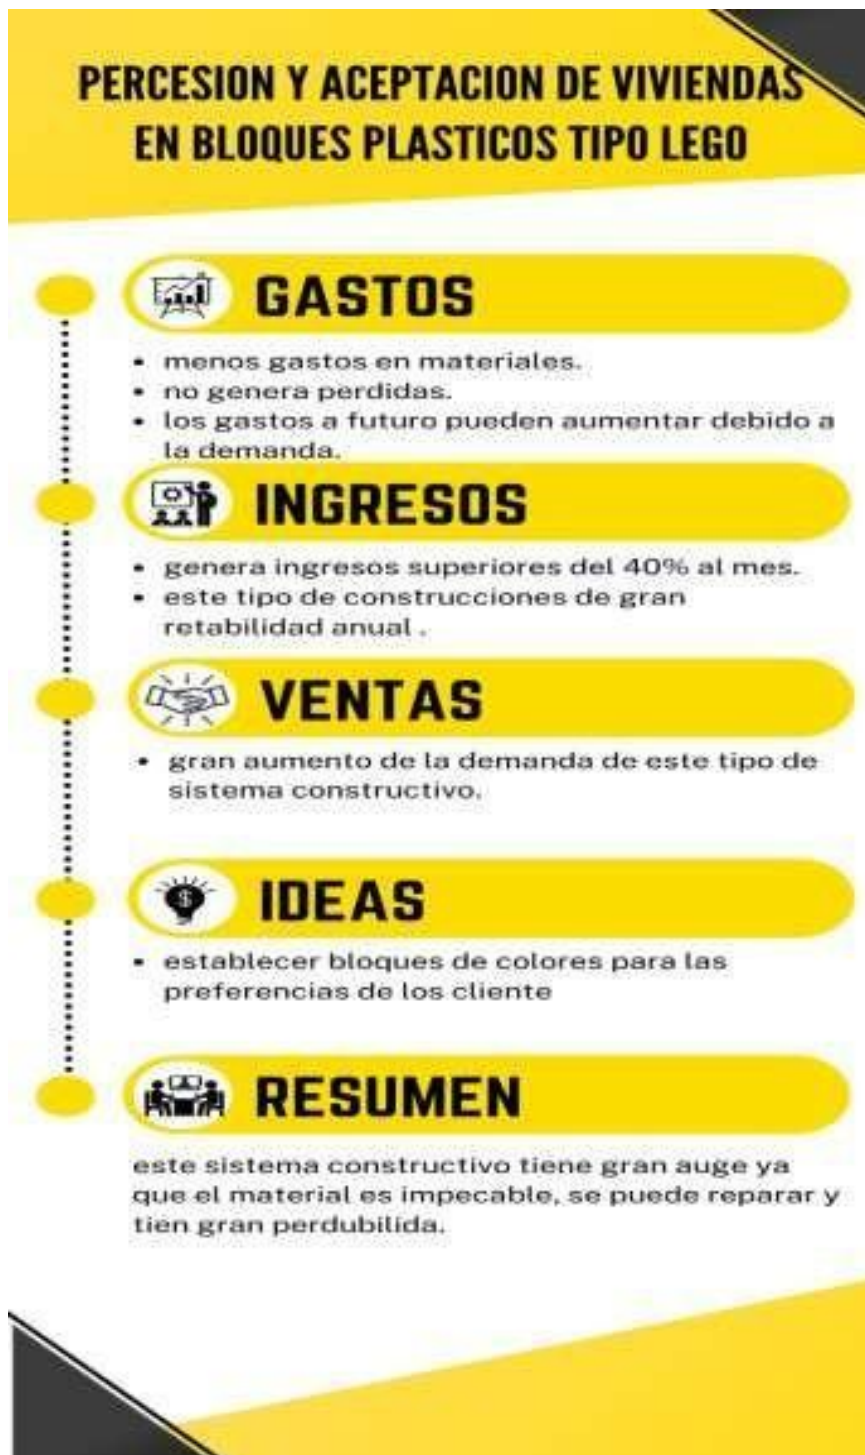 PERCESION Y ACEPTACION DE VIVIENDAS
EN BLOQUES PLASTICOS TIPO LEGO
GASTOS
• menos gastos en materiales.
• no genera perdidas.
• los gastos a futuro pueden aumentar debido a
la demanda.
INGRESOS
• genera ingresos superiores del 40% al mes.
• este tipo de construcciones de gran
retabilidad anual .
VENTAS
• gran aumento de la demanda de este tipo de
sistema constructivo.
IDEAS
• establecer bloques de colores para las
preferencias de los cliente
RESUMEN
este sistema constructivo tiene gran auge ya
que el material es impecable, se puede reparar y
tien gran perdubilida.